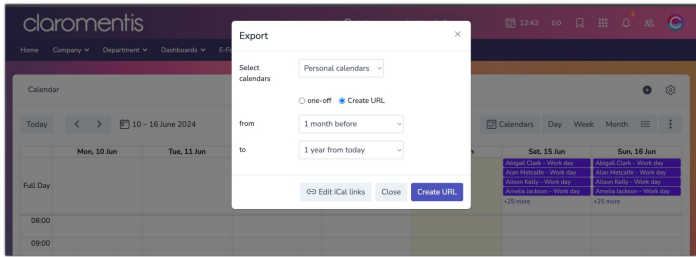 claromentis
12:43
3
Home Company Department Dashboards E-Fo
Export
Select calendars
Personal calendars
one-off Create URL
from
1 month before
to
1 year from today
Edit iCal links Close Create URL
Calendar
Today 10 – 16 June 2024
Calendars Day Week Month
Mon, 10 Jun Tue, 11 Jun Sat, 15 Jun Sun, 16 Jun
Full Day
Abigail Clark - Work day Abigail Clark - Work day
Alan Metcalfe - Work day Alan Metcalfe - Work day
Alison Kelly - Work day Alison Kelly - Work day
Amelia Jackson - Work day Amelia Jackson - Work day
+25 more +25 more
08:00
09:00